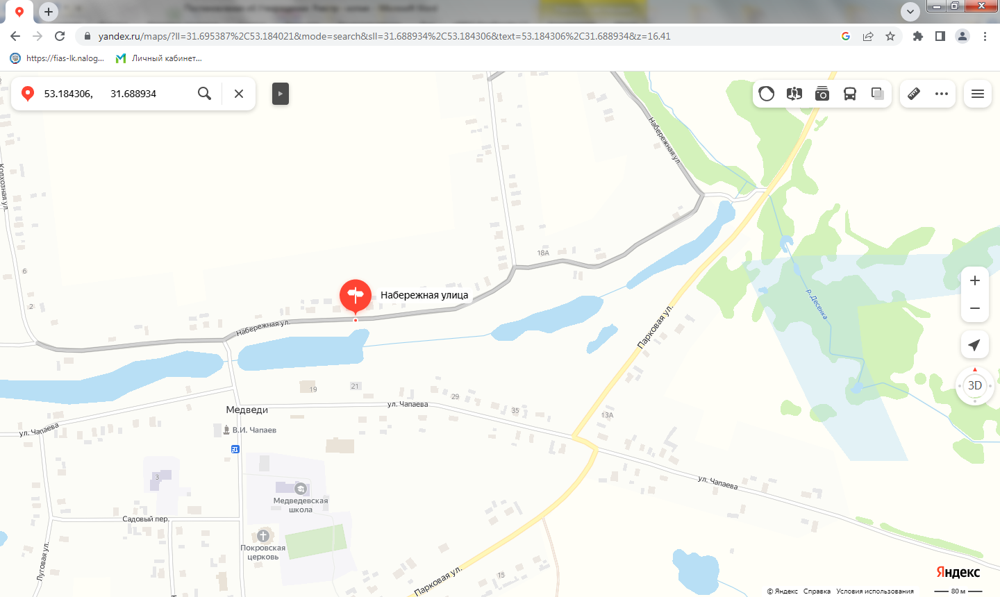 yandex.ru/maps/?ll=31.695387%2C53.184021&mode=search&sll=31.688934%2C53.184306&text=53.184306%2C31.688934&z=16.41
https://fias-lk.nalog...
Личный кабинет...
53.184306, 31.688934
Набережная ул.
Колхозная ул.
18А
6
2
Набережная улица
Набережная ул.
р. Десенка
Парковая ул.
19
21
29
35
13А
ул. Чапаева
Медведи
ул. Чапаева
В.И. Чапаев
3
Медведевская
школа
ул. Чапаева
Садовый пер.
Покровская
церковь
Луговая ул.
Парковая ул.
15
3D
Яндекс
© Яндекс Справка Условия использования
80 м